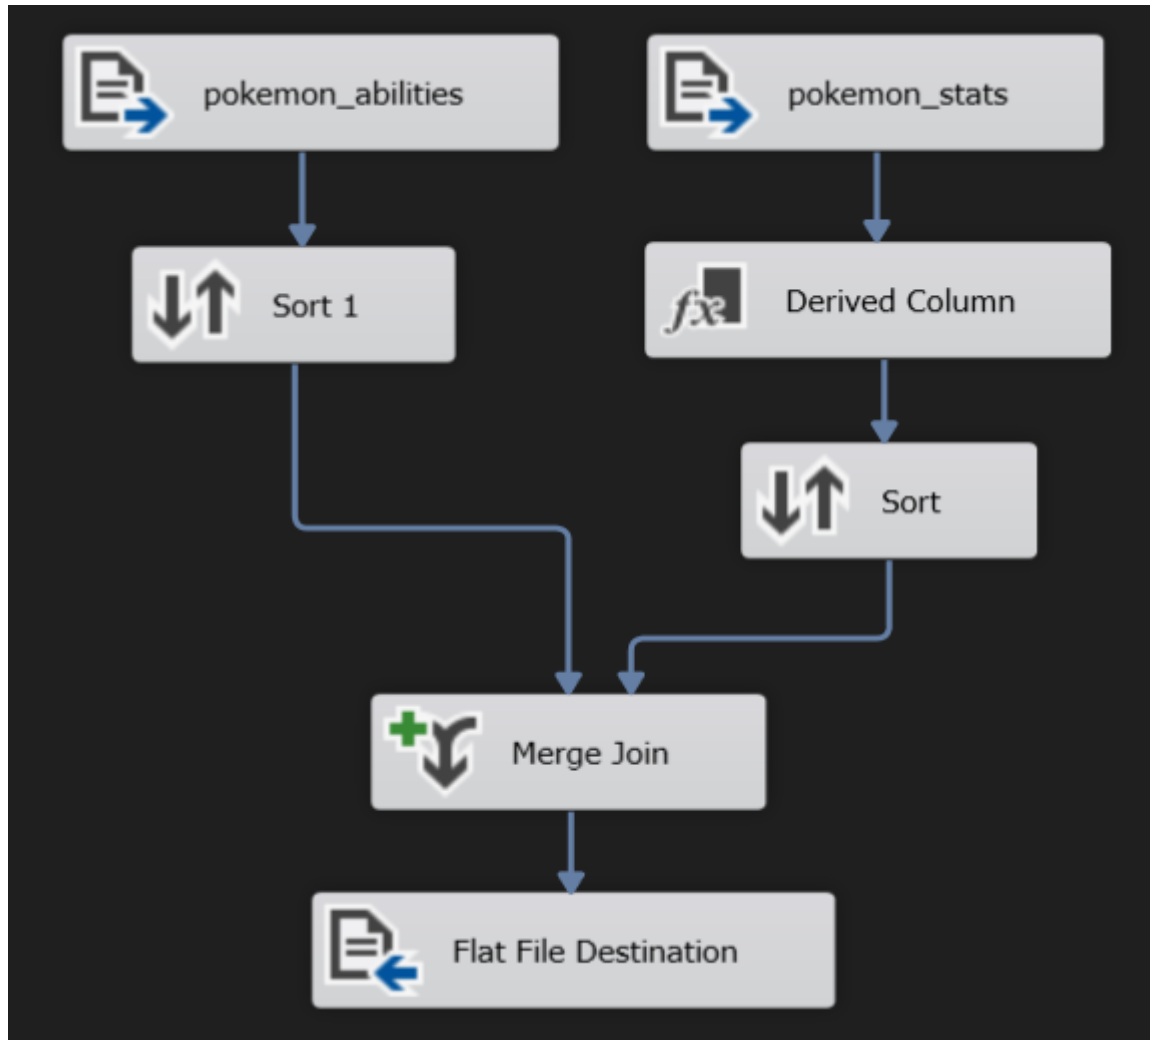 pokemon_abilities
pokemon_stats
Sort 1
Derived Column
Sort
Merge Join
Flat File Destination